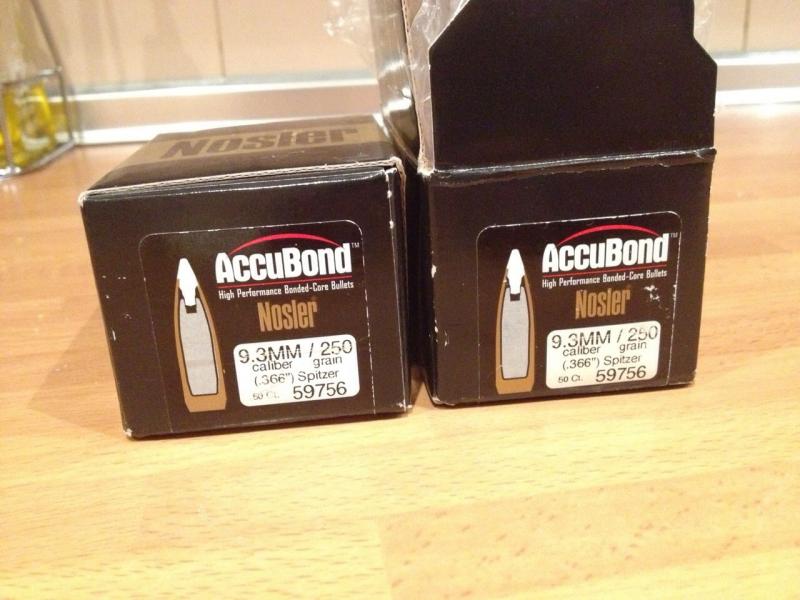 Nosler
AccuBond™
High Performance Bonded-Core Bullets
Nosler®
9.3MM / 250
caliber grain
(.366") Spitzer
50 Ct. 59756
AccuBond™
High Performance Bonded-Core Bullets
Nosler
9.3MM / 250
caliber grain
(.366") Spitzer
50 Ct. 59756